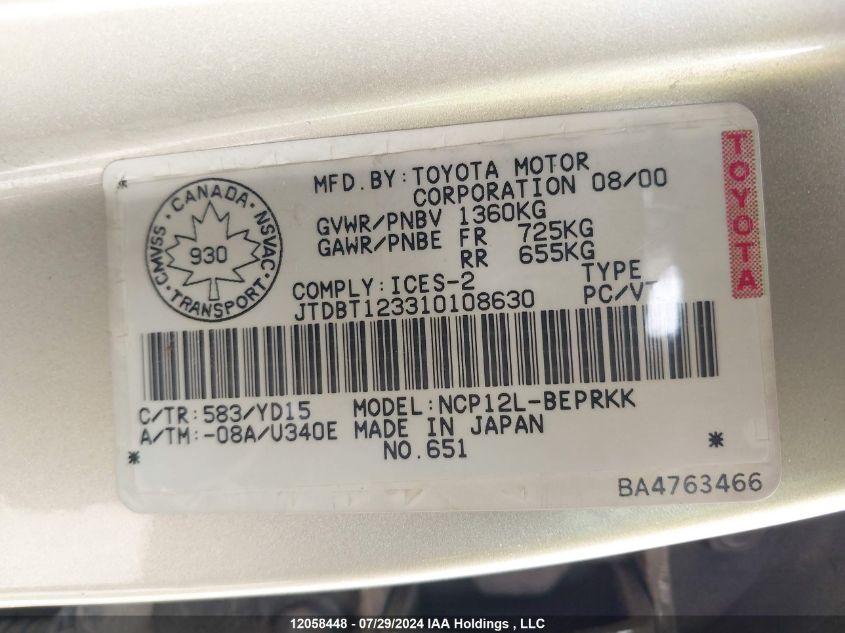 MFD.BY:TOYOTA MOTOR
CORPORATION 08/00
GVWR/PNBV 1360KG
GAWR/PNBE FR 725KG
RR 655KG
COMPLY:ICES-2 TYPE
JTDBT123310108630 PC/VT
CANADA
CMVSS • NSVAC
930
TRANSPORT
TOYOTA
C/TR:583/YD15 MODEL:NCP12L-BEPRKK
A/TM:-08A/U340E MADE IN JAPAN
NO.651
BA4763466
12058448 - 07/29/2024 IAA Holdings , LLC